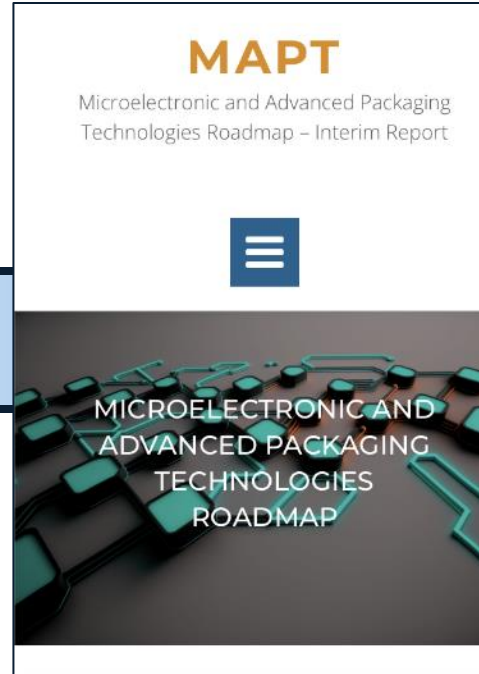 MAPT
Microelectronic and Advanced Packaging
Technologies Roadmap – Interim Report
MICROELECTRONIC AND
ADVANCED PACKAGING
TECHNOLOGIES
ROADMAP